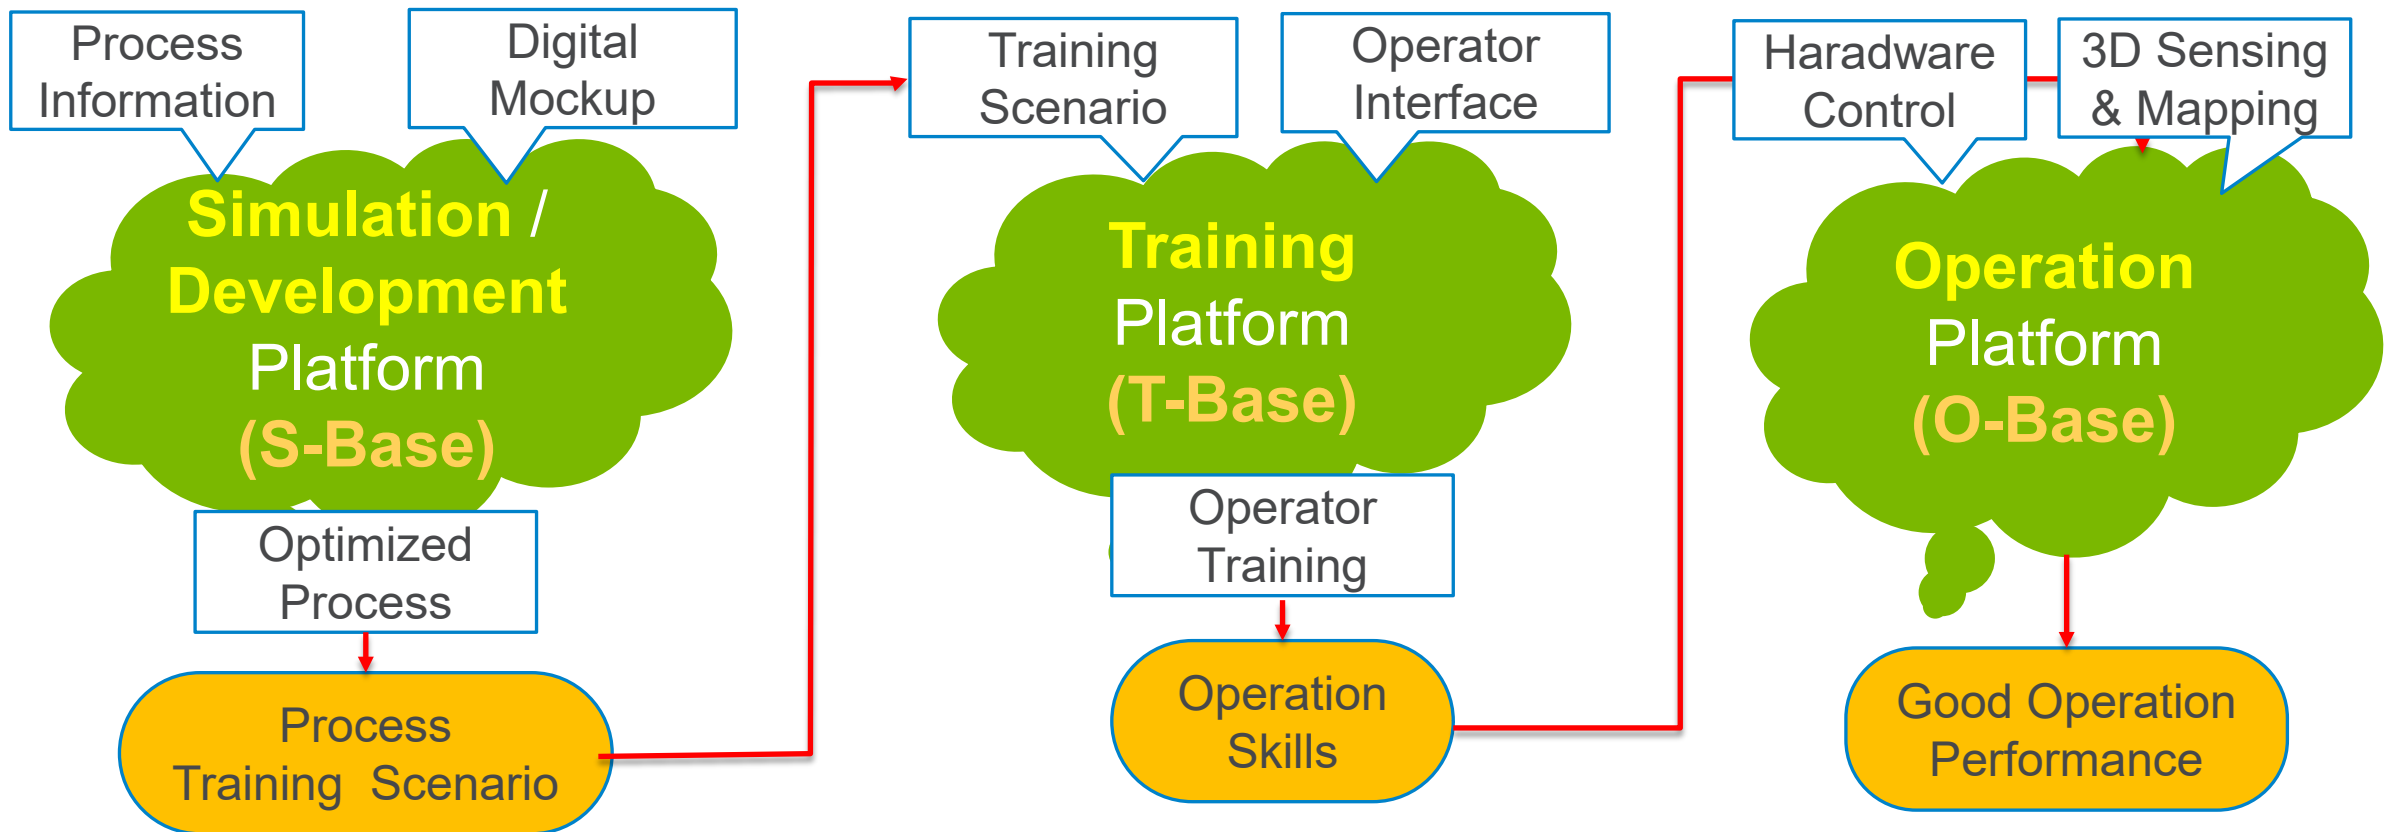 Process
Information
Digital
Mockup
Simulation /
Development
Platform
(S-Base)
Optimized
Process
Process
Training Scenario
Training
Scenario
Operator
Interface
Training
Platform
(T-Base)
Operator
Training
Operation
Skills
Haradware
Control
3D Sensing
& Mapping
Operation
Platform
(O-Base)
Good Operation
Performance